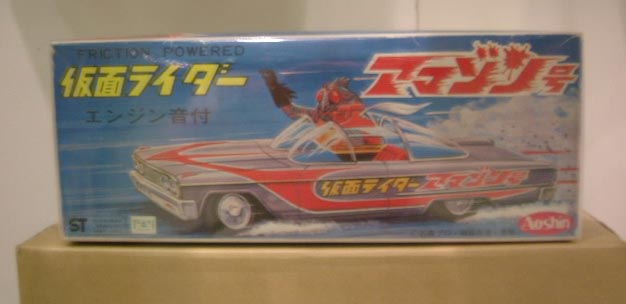 FRICTION POWERED
仮面ライダー
アマゾン号
エンジン音付
仮面ライダー アマゾン号
ST
Aoshin